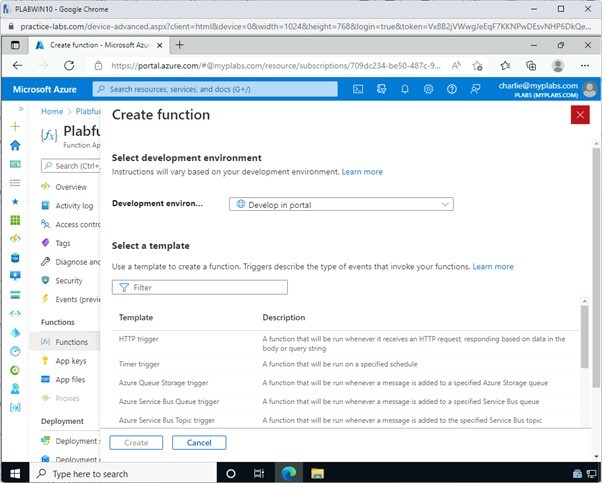 PLABWIN10 - Google Chrome
practice-labs.com/device-advanced.aspx?client=html&device=0&width=1024&height=768&login=true&token=Vx8B2jVWwgJeEqF7KKNPwDEsvNHP6DkQe...
Create function - Microsoft Azure
https://portal.azure.com/#@myplabs.com/resource/subscriptions/709dc234-be50-487c-9...
Microsoft Azure
Search resources, services, and docs (G+/)
charlie@myplabs.com
PLABS (MYPLABS.COM)
Home > Plabfu
Plabfu
Function Ap
Search (Ctrl+
Overview
Activity log
Access contro
Tags
Diagnose and
Security
Events (previe
Functions
Functions
App keys
App files
Proxies
Deployment
Deployment s
Deployment
Create function
Select development environment
Instructions will vary based on your development environment. Learn more
Development environ...
Develop in portal
Select a template
Use a template to create a function. Triggers describe the type of events that invoke your functions. Learn more
Filter
Template Description
HTTP trigger A function that will be run whenever it receives an HTTP request, responding based on data in the
body or query string
Timer trigger A function that will be run on a specified schedule
Azure Queue Storage trigger A function that will be run whenever a message is added to a specified Azure Storage queue
Azure Service Bus Queue trigger A function that will be run whenever a message is added to a specified Service Bus queue
Azure Service Bus Topic trigger A function that will be run whenever a message is added to the specified Service Bus topic
Create Cancel
Type here to search